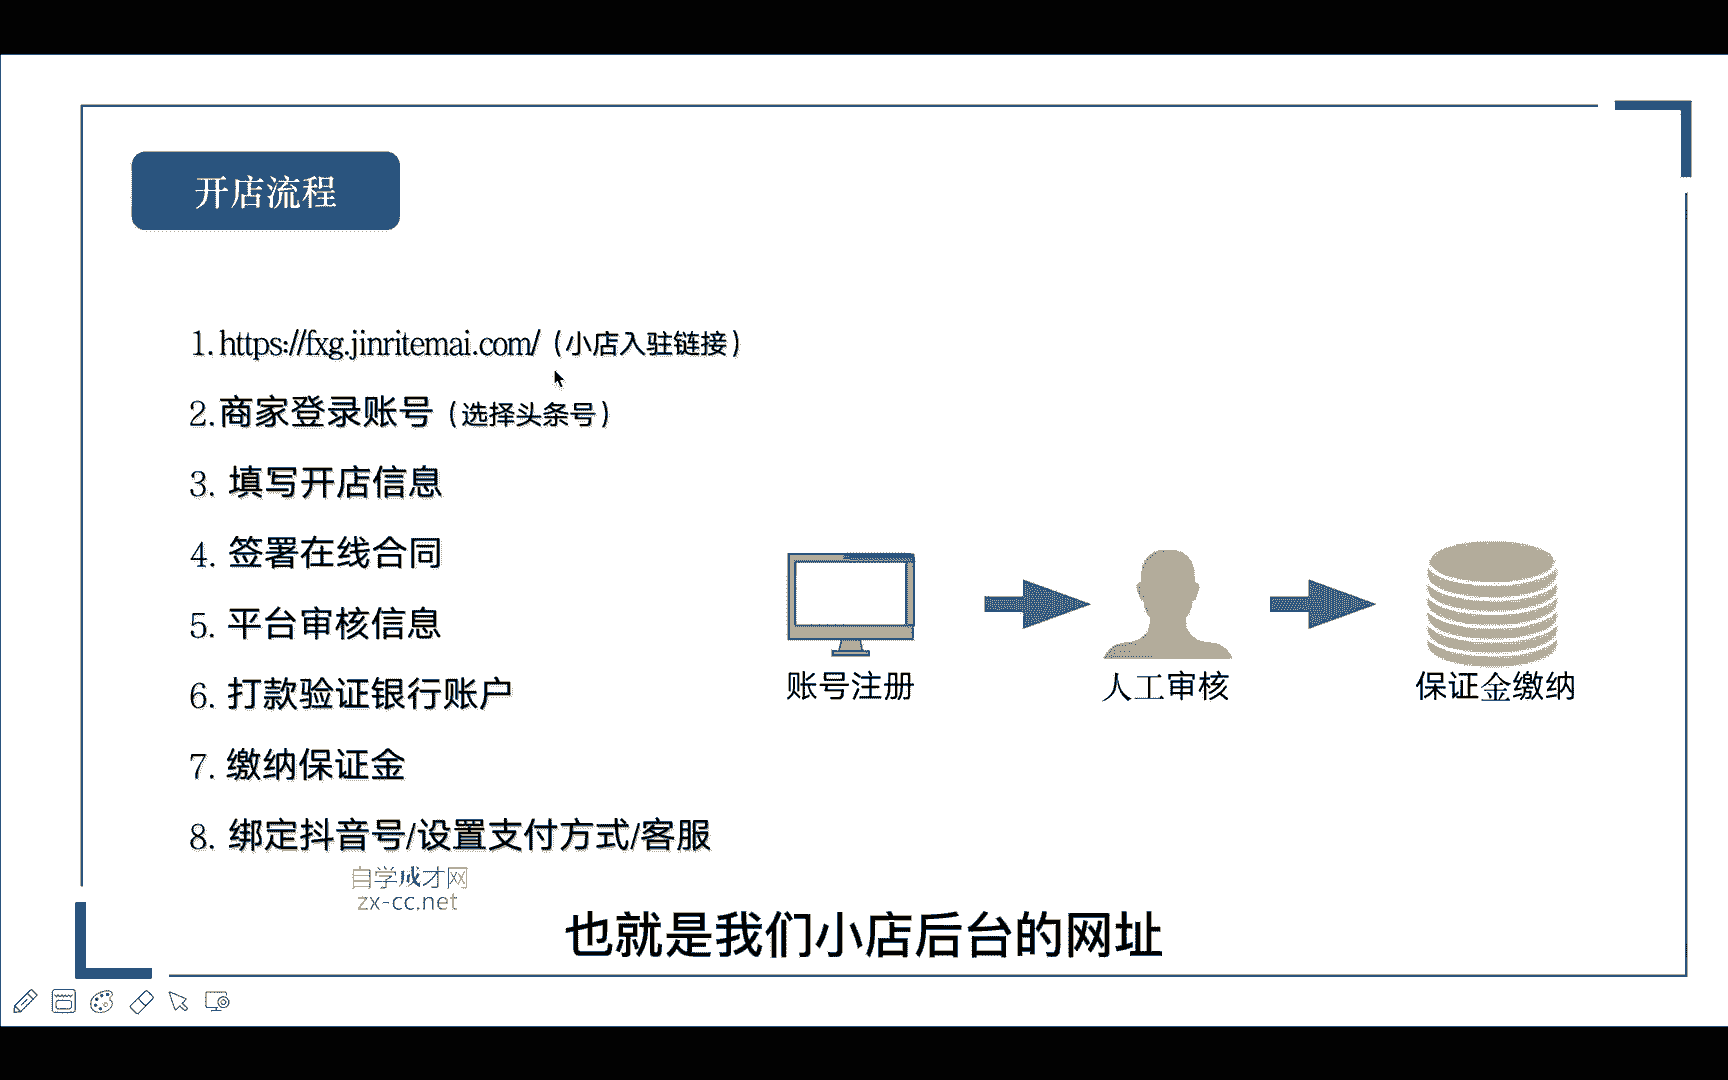 开店流程
1. https://fxg.jinritemai.com/（小店入驻链接）
2.商家登录账号（选择头条号）
3. 填写开店信息
4. 签署在线合同
5. 平台审核信息
6. 打款验证银行账户
7. 缴纳保证金
8. 绑定抖音号/设置支付方式/客服
账号注册
人工审核
保证金缴纳
自学成才网
zx-cc.net
也就是我们小店后台的网址